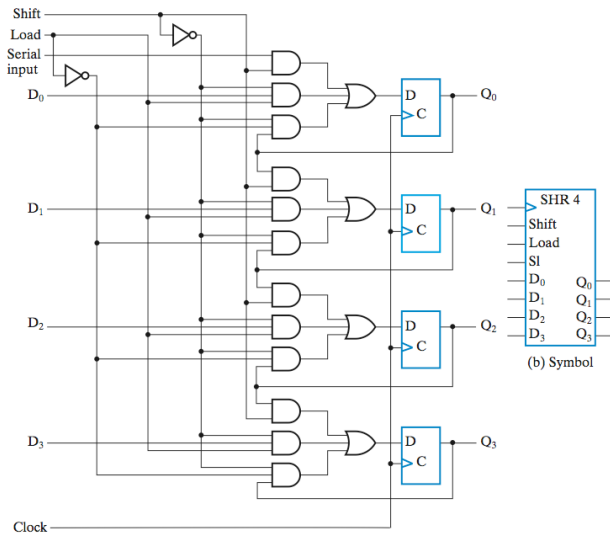 Shift
Load
Serial
input
D0
D C
Q0
D1
D C
Q1
D2
D C
Q2
D3
D C
Q3
Clock
SHR 4
Shift
Load
SI
D0 Q0
D1 Q1
D2 Q2
D3 Q3
(b) Symbol